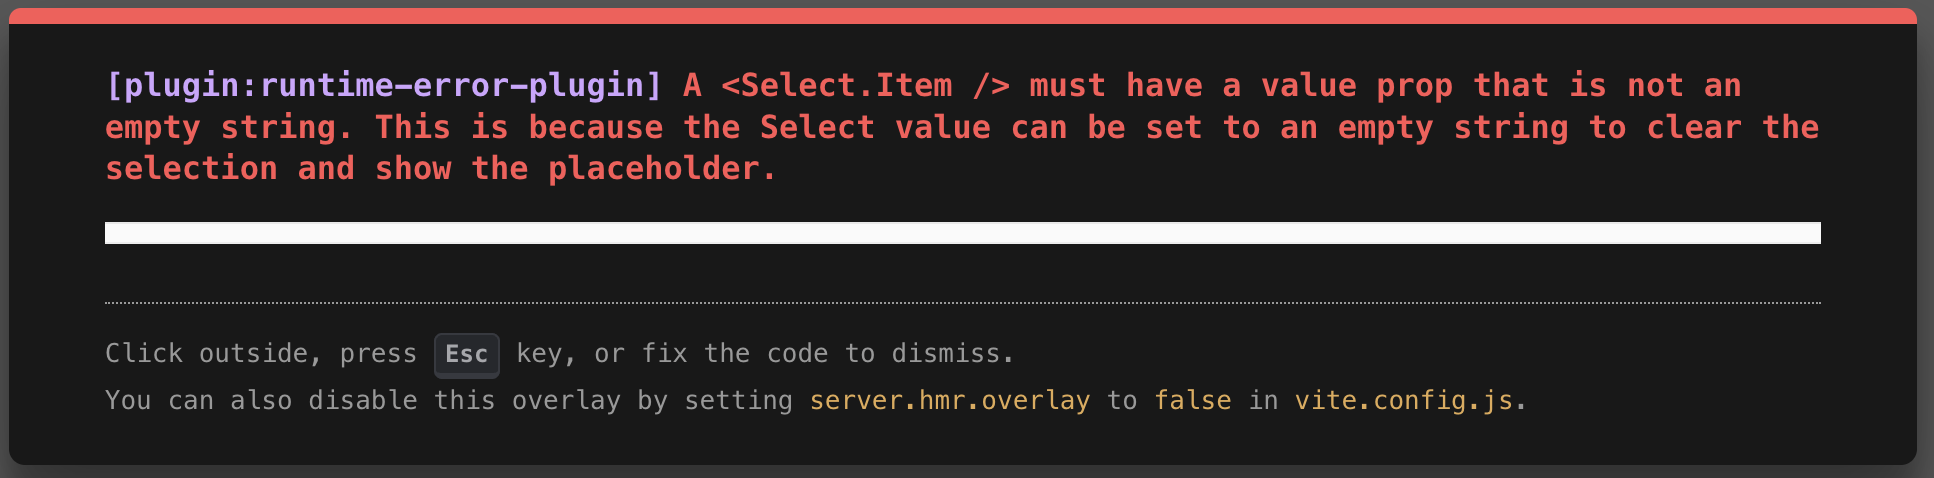 [plugin:runtime-error-plugin] A <Select.Item /> must have a value prop that is not an
empty string. This is because the Select value can be set to an empty string to clear the
selection and show the placeholder.
Click outside, press Esc key, or fix the code to dismiss.
You can also disable this overlay by setting server.hmr.overlay to false in vite.config.js.